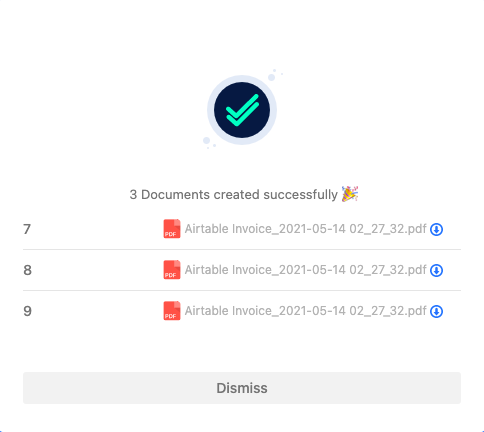 3 Documents created successfully 🎉
7 PDF Airtable Invoice_2021-05-14 02_27_32.pdf
8 PDF Airtable Invoice_2021-05-14 02_27_32.pdf
9 PDF Airtable Invoice_2021-05-14 02_27_32.pdf
Dismiss